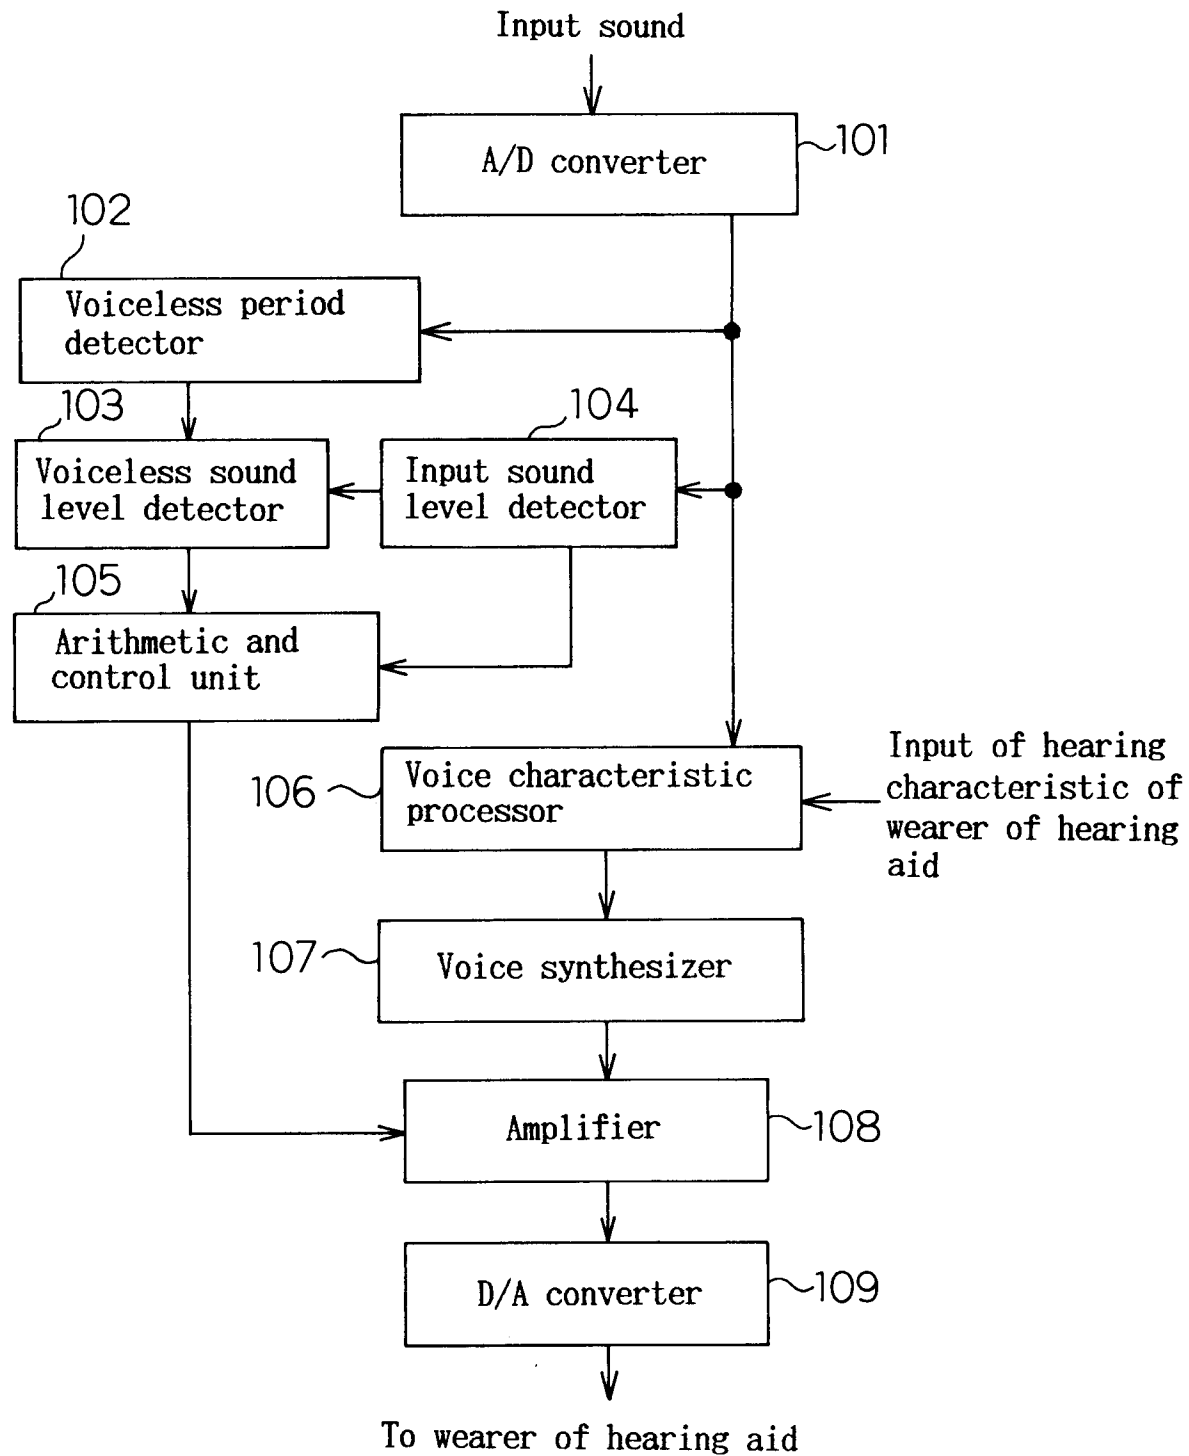 Input sound
A/D converter
101
102
Voiceless period
detector
103
104
Voiceless sound
level detector
Input sound
level detector
105
Arithmetic and
control unit
106
Voice characteristic
processor
Input of hearing
characteristic of
wearer of hearing
aid
107
Voice synthesizer
Amplifier
108
D/A converter
109
To wearer of hearing aid